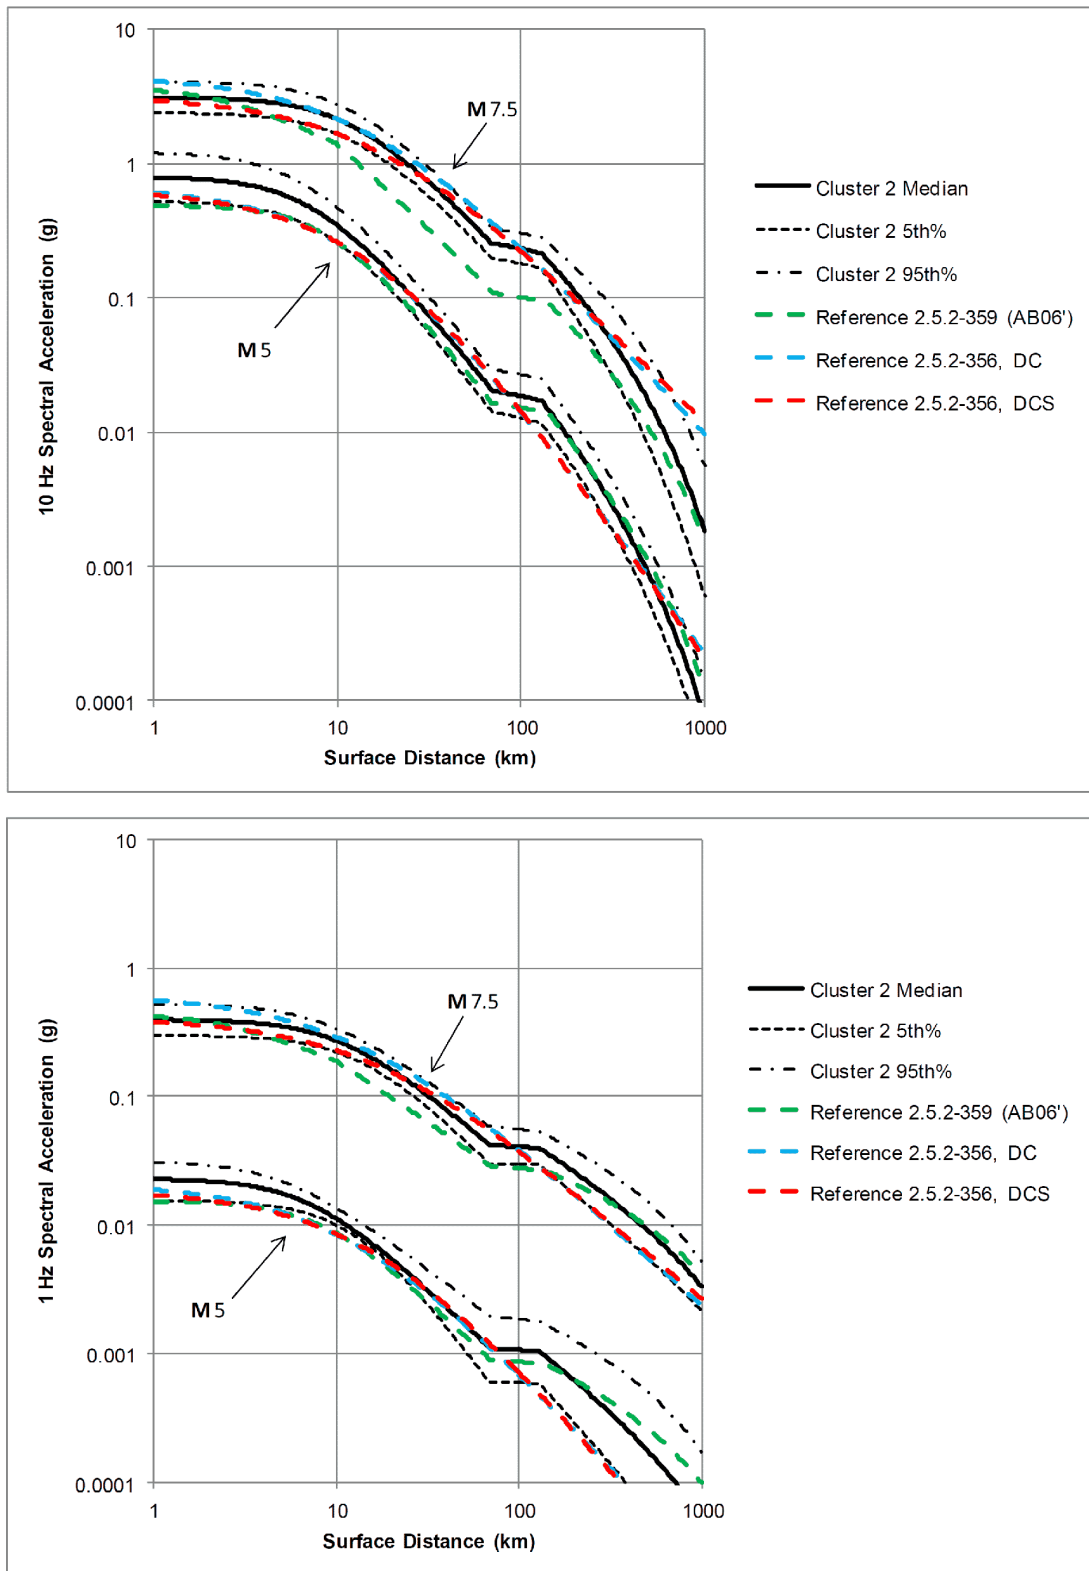 10
1
0.1
0.01
0.001
0.0001
10 Hz Spectral Acceleration (g)
M 7.5
M 5
1 10 100 1000
Surface Distance (km)
Cluster 2 Median
Cluster 2 5th%
Cluster 2 95th%
Reference 2.5.2-359 (AB06')
Reference 2.5.2-356, DC
Reference 2.5.2-356, DCS
10
1
0.1
0.01
0.001
0.0001
1 Hz Spectral Acceleration (g)
M 7.5
M 5
1 10 100 1000
Surface Distance (km)
Cluster 2 Median
Cluster 2 5th%
Cluster 2 95th%
Reference 2.5.2-359 (AB06')
Reference 2.5.2-356, DC
Reference 2.5.2-356, DCS